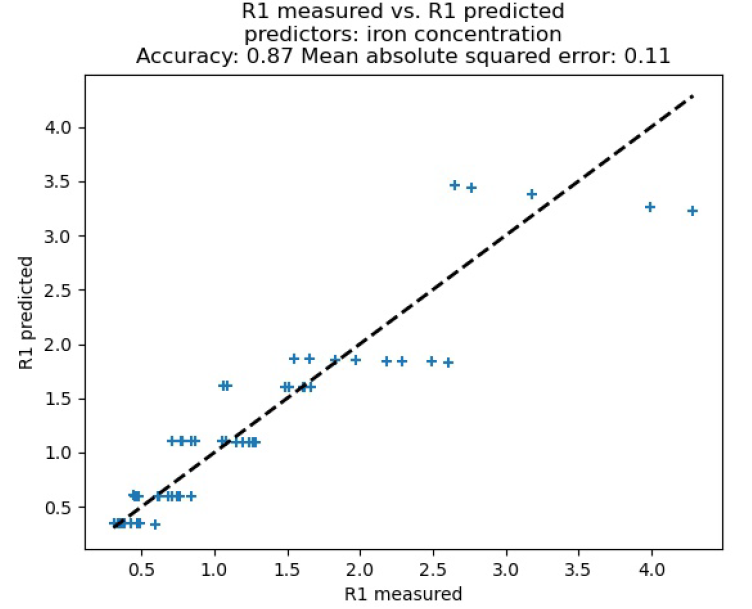 R1 measured vs. R1 predicted
predictors: iron concentration
Accuracy: 0.87 Mean absolute squared error: 0.11
4.0
3.5
3.0
2.5
2.0
1.5
1.0
0.5
R1 predicted
0.5 1.0 1.5 2.0 2.5 3.0 3.5 4.0
R1 measured